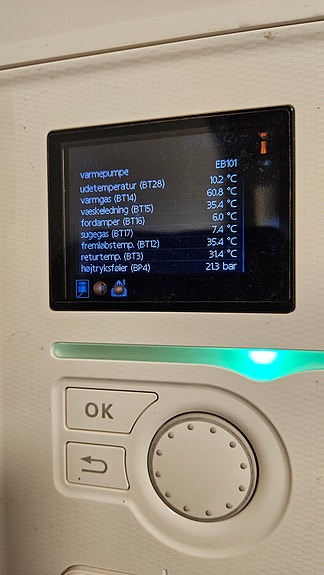 varmepumpe EB101
udetemperatur (BT28) 10.2 °C
varmgas (BT14) 60.8 °C
væskeledning (BT15) 35.4 °C
fordamper (BT16) 6.0 °C
sugegas (BT17) 7.4 °C
fremløbstemp. (BT12) 35.4 °C
returtemp. (BT3) 31.4 °C
højtryksføler (BP4) 21.3 bar
OK